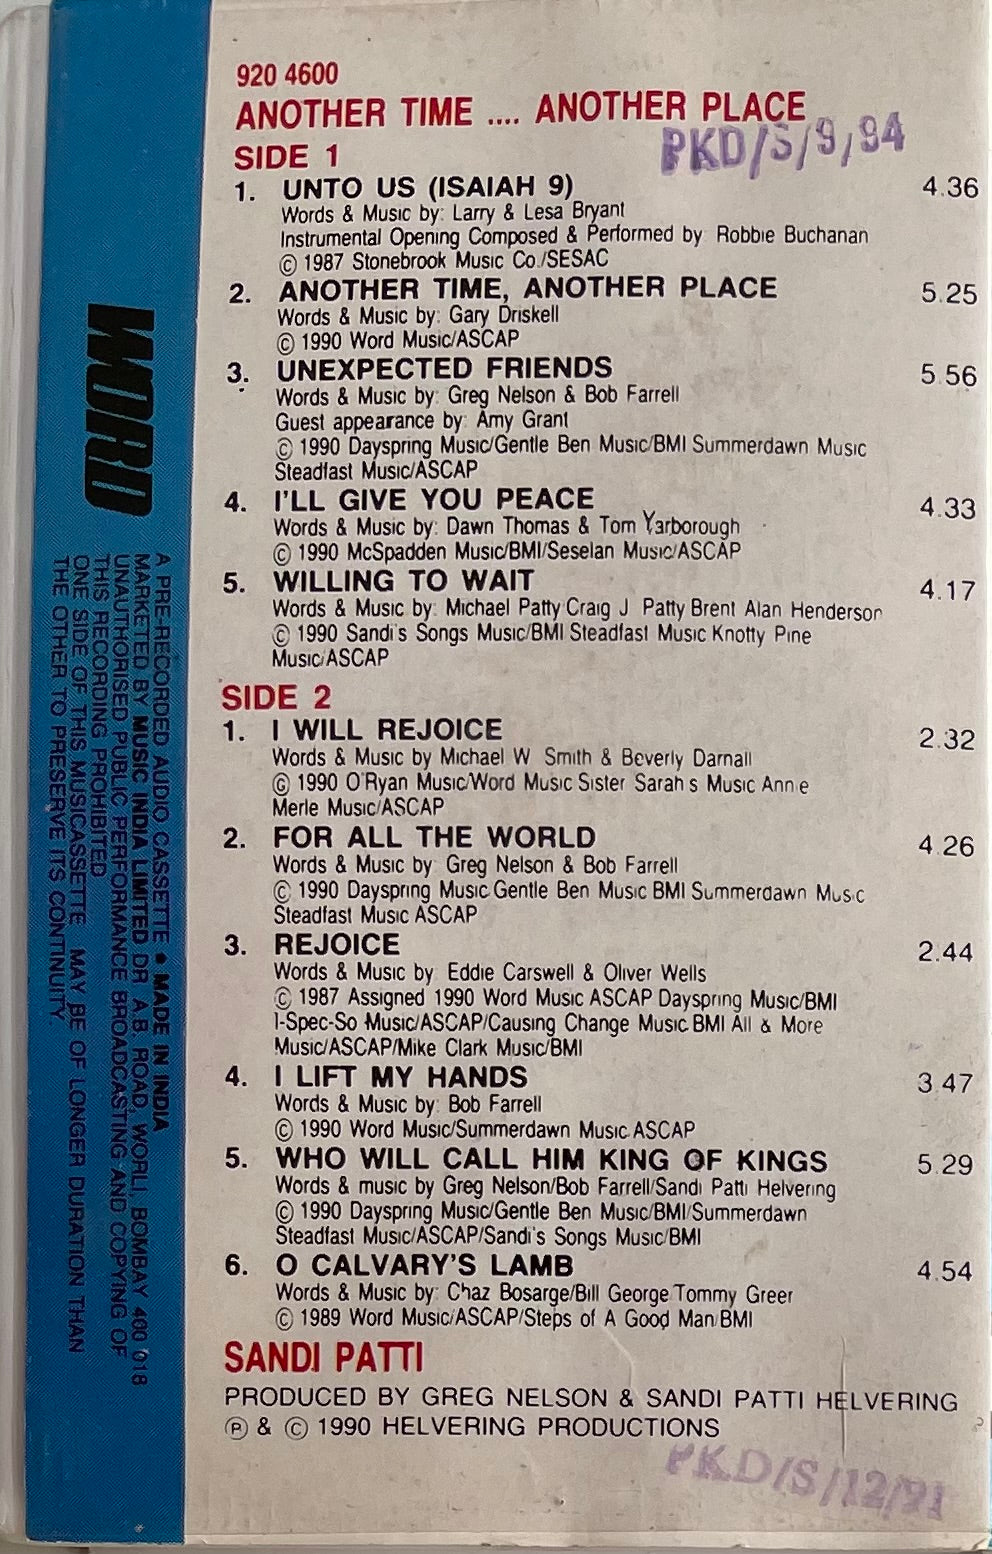 920 4600
ANOTHER TIME .... ANOTHER PLACE
PKD/S/9/94
SIDE 1
1. UNTO US (ISAIAH 9) 4.36
Words & Music by: Larry & Lesa Bryant
Instrumental Opening Composed & Performed by: Robbie Buchanan
© 1987 Stonebrook Music Co./SESAC
2. ANOTHER TIME, ANOTHER PLACE 5.25
Words & Music by: Gary Driskell
© 1990 Word Music/ASCAP
3. UNEXPECTED FRIENDS 5.56
Words & Music by: Greg Nelson & Bob Farrell
Guest appearance by: Amy Grant
© 1990 Dayspring Music/Gentle Ben Music/BMI Summerdawn Music
Steadfast Music/ASCAP
4. I'LL GIVE YOU PEACE 4.33
Words & Music by: Dawn Thomas & Tom Yarborough
© 1990 McSpadden Music/BMI/Seselan Music/ASCAP
5. WILLING TO WAIT 4.17
Words & Music by: Michael Patty Craig J Patty Brent Alan Henderson
© 1990 Sandi's Songs Music/BMI Steadfast Music Knotty Pine
Music/ASCAP
SIDE 2
1. I WILL REJOICE 2.32
Words & Music by Michael W Smith & Beverly Darnall
© 1990 O'Ryan Music/Word Music Sister Sarah s Music Ann e
Merle Music/ASCAP
2. FOR ALL THE WORLD 4.26
Words & Music by: Greg Nelson & Bob Farrell
© 1990 Dayspring Music Gentle Ben Music BMI Summerdawn Music
Steadfast Music ASCAP
3. REJOICE 2.44
Words & Music by: Eddie Carswell & Oliver Wells
© 1987 Assigned 1990 Word Music ASCAP Dayspring Music/BMI
I-Spec-So Music/ASCAP/Causing Change Music BMI All & More
Music/ASCAP/Mike Clark Music/BMI
4. I LIFT MY HANDS 3.47
Words & Music by: Bob Farrell
© 1990 Word Music/Summerdawn Music ASCAP
5. WHO WILL CALL HIM KING OF KINGS 5.29
Words & music by Greg Nelson/Bob Farrell/Sandi Patti Helvering
© 1990 Dayspring Music/Gentle Ben Music/BMI/Summerdawn
Steadfast Music/ASCAP/Sandi's Songs Music/BMI
6. O CALVARY'S LAMB 4.54
Words & Music by: Chaz Bosarge/Bill George/Tommy Greer
© 1989 Word Music/ASCAP/Steps of A Good Man/BMI
SANDI PATTI
PRODUCED BY GREG NELSON & SANDI PATTI HELVERING
℗ & © 1990 HELVERING PRODUCTIONS
PKD/S/12/91
WORD
A PRE-RECORDED AUDIO CASSETTE • MADE IN INDIA
MARKETED BY MUSIC INDIA LIMITED DR A.B. ROAD, WORLI, BOMBAY 400 018
UNAUTHORISED PUBLIC PERFORMANCE BROADCASTING AND COPYING OF
THIS RECORDING PROHIBITED
ONE SIDE OF THIS MUSICASSETTE MAY BE OF LONGER DURATION THAN
THE OTHER TO PRESERVE ITS CONTINUITY.